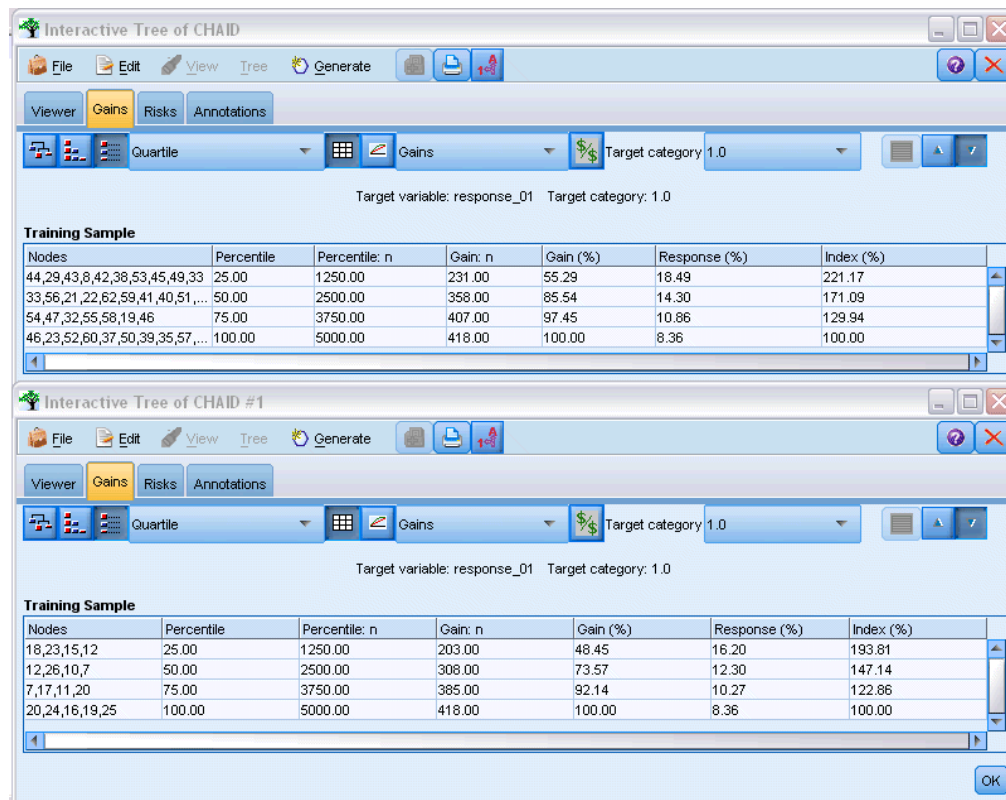 Interactive Tree of CHAID
File Edit View Tree Generate
Viewer Gains Risks Annotations
Quartile Gains $/$ Target category 1.0
Target variable: response_01 Target category: 1.0
Training Sample
Nodes Percentile Percentile: n Gain: n Gain (%) Response (%) Index (%)
44,29,43,8,42,38,53,45,49,33 25.00 1250.00 231.00 55.29 18.49 221.17
33,56,21,22,62,59,41,40,51,... 50.00 2500.00 358.00 85.54 14.30 171.09
54,47,32,55,58,19,46 75.00 3750.00 407.00 97.45 10.86 129.94
46,23,52,60,37,50,39,35,57,... 100.00 5000.00 418.00 100.00 8.36 100.00
Interactive Tree of CHAID #1
File Edit View Tree Generate
Viewer Gains Risks Annotations
Quartile Gains $/$ Target category 1.0
Target variable: response_01 Target category: 1.0
Training Sample
Nodes Percentile Percentile: n Gain: n Gain (%) Response (%) Index (%)
18,23,15,12 25.00 1250.00 203.00 48.45 16.20 193.81
12,26,10,7 50.00 2500.00 308.00 73.57 12.30 147.14
7,17,11,20 75.00 3750.00 385.00 92.14 10.27 122.86
20,24,16,19,25 100.00 5000.00 418.00 100.00 8.36 100.00
OK